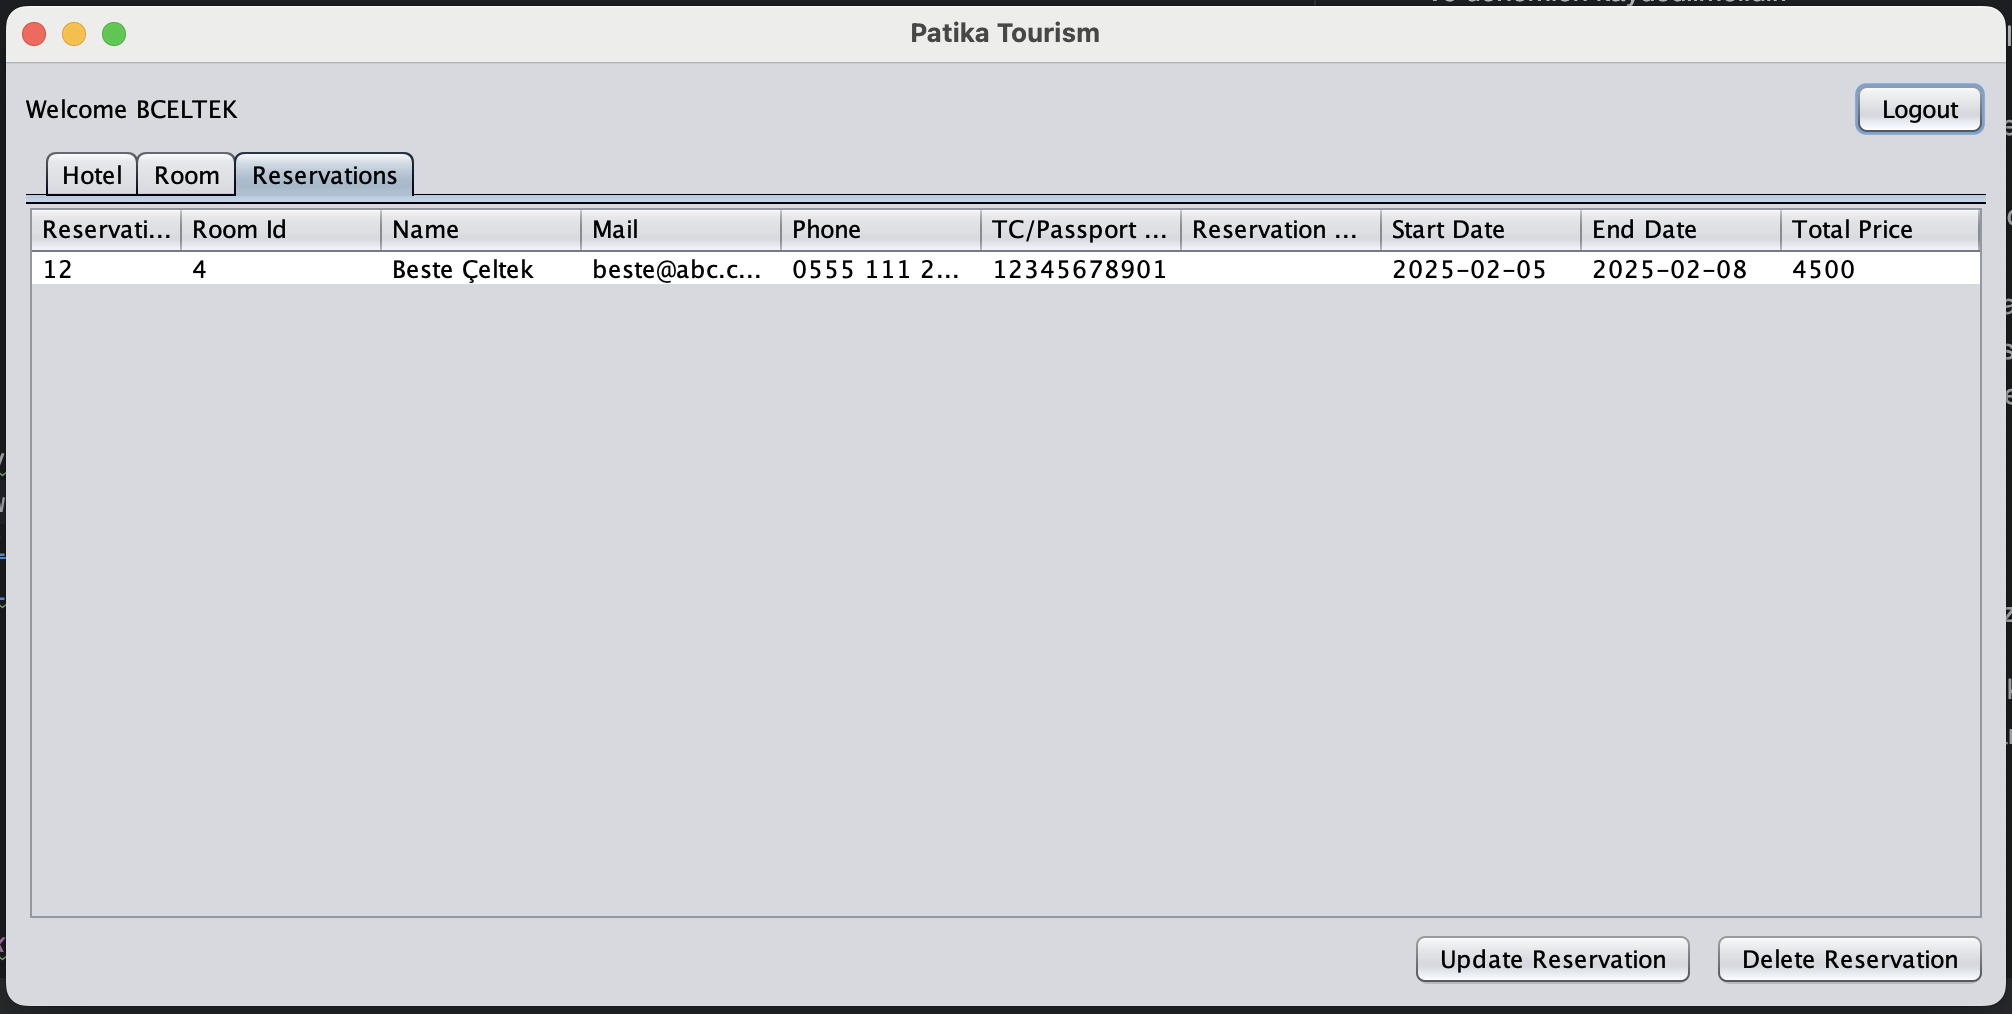 Patika Tourism
Welcome BCELTEK
Logout
Hotel Room Reservations
Reservati... Room Id Name Mail Phone TC/Passport ... Reservation ... Start Date End Date Total Price
12 4 Beste Çeltek beste@abc.c... 0555 111 2... 12345678901 2025-02-05 2025-02-08 4500
Update Reservation Delete Reservation